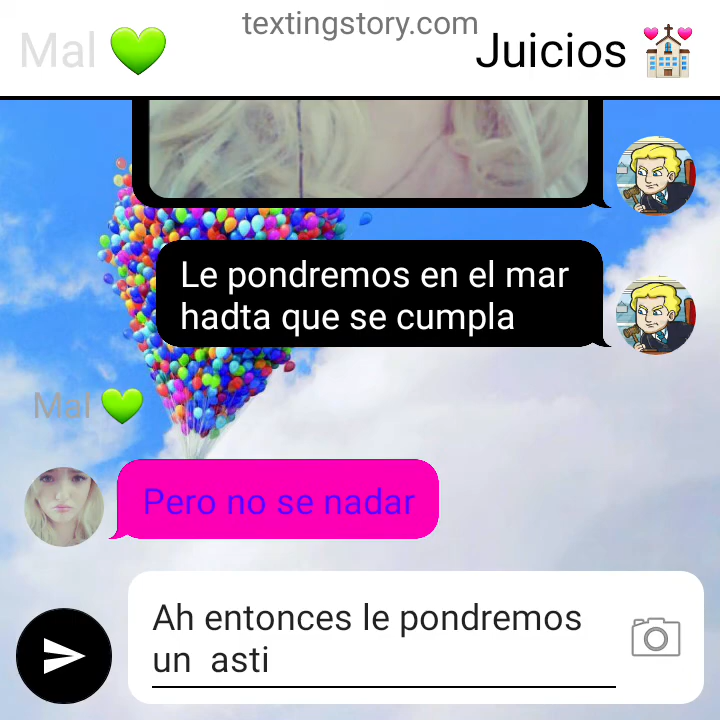 textingstory.com
Mal 💚
Juicios 💒
Le pondremos en el mar
hadta que se cumpla
Mal 💚
Pero no se nadar
Ah entonces le pondremos
un  asti